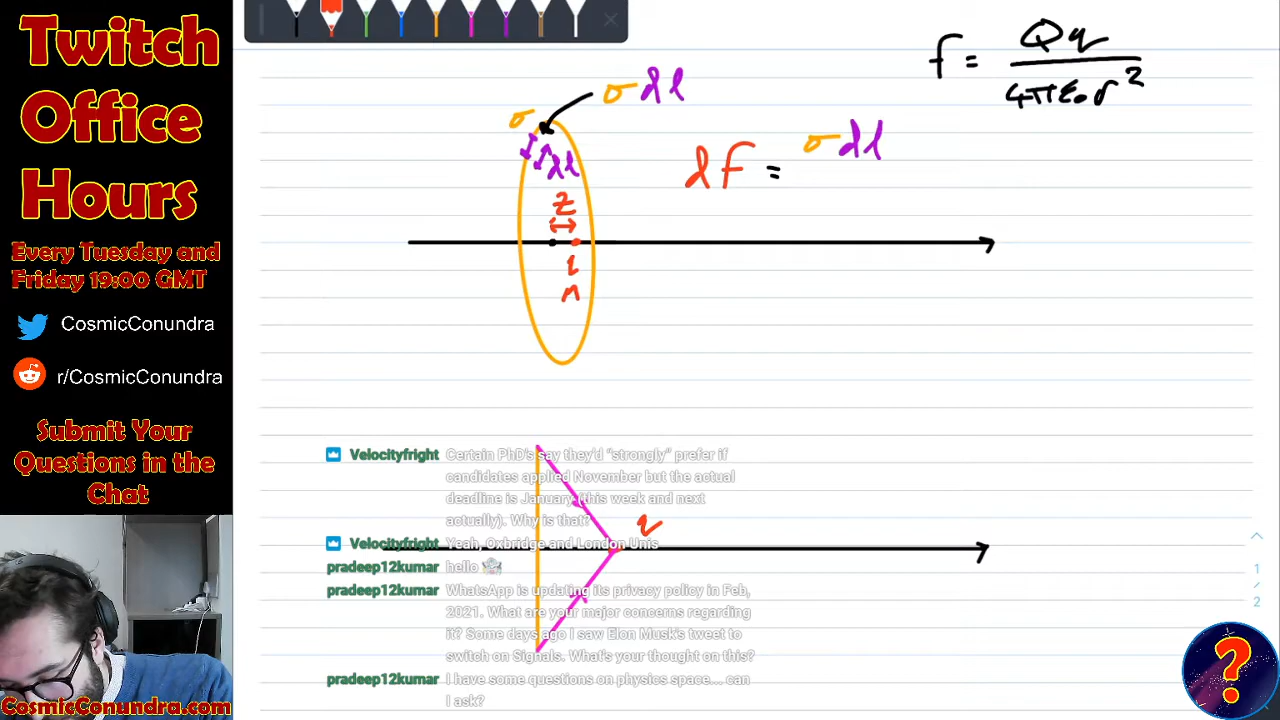 Twitch
Office
Hours
Every Tuesday and
Friday 19:00 GMT
CosmicConundra
r/CosmicConundra
Submit Your
Questions in the
Chat
CosmicConundra.com
f = Qq / 4πε₀r²
σ dl
σ
dl
dF = σ dl
z
q
Velocityfright Certain PhD's say they'd "strongly" prefer if
candidates applied November but the actual
deadline is January (this week and next
actually). Why is that?
Velocityfright Yeah, Oxbridge and London Unis
pradeep12kumar hello
pradeep12kumar WhatsApp is updating its privacy policy in Feb,
2021. What are your major concerns regarding
it? Some days ago I saw Elon Musk's tweet to
switch on Signals. What's your thought on this?
pradeep12kumar I have some questions on physics space... can
I ask?
1
/
2
?